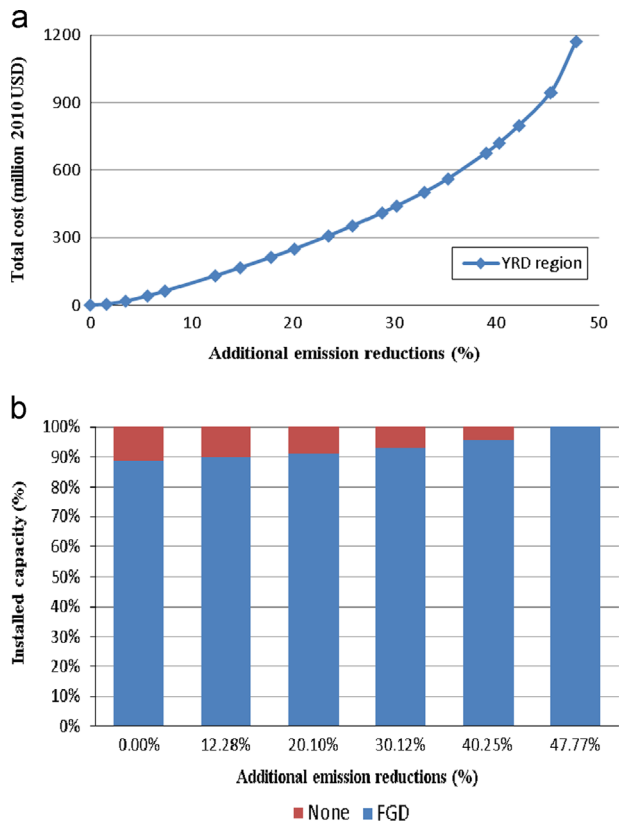 a
Total cost (million 2010 USD)
1200
900
600
300
0
0 10 20 30 40 50
YRD region
Additional emission reductions (%)
b
Installed capacity (%)
100%
90%
80%
70%
60%
50%
40%
30%
20%
10%
0%
0.00% 12.28% 20.10% 30.12% 40.25% 47.77%
Additional emission reductions (%)
None FGD